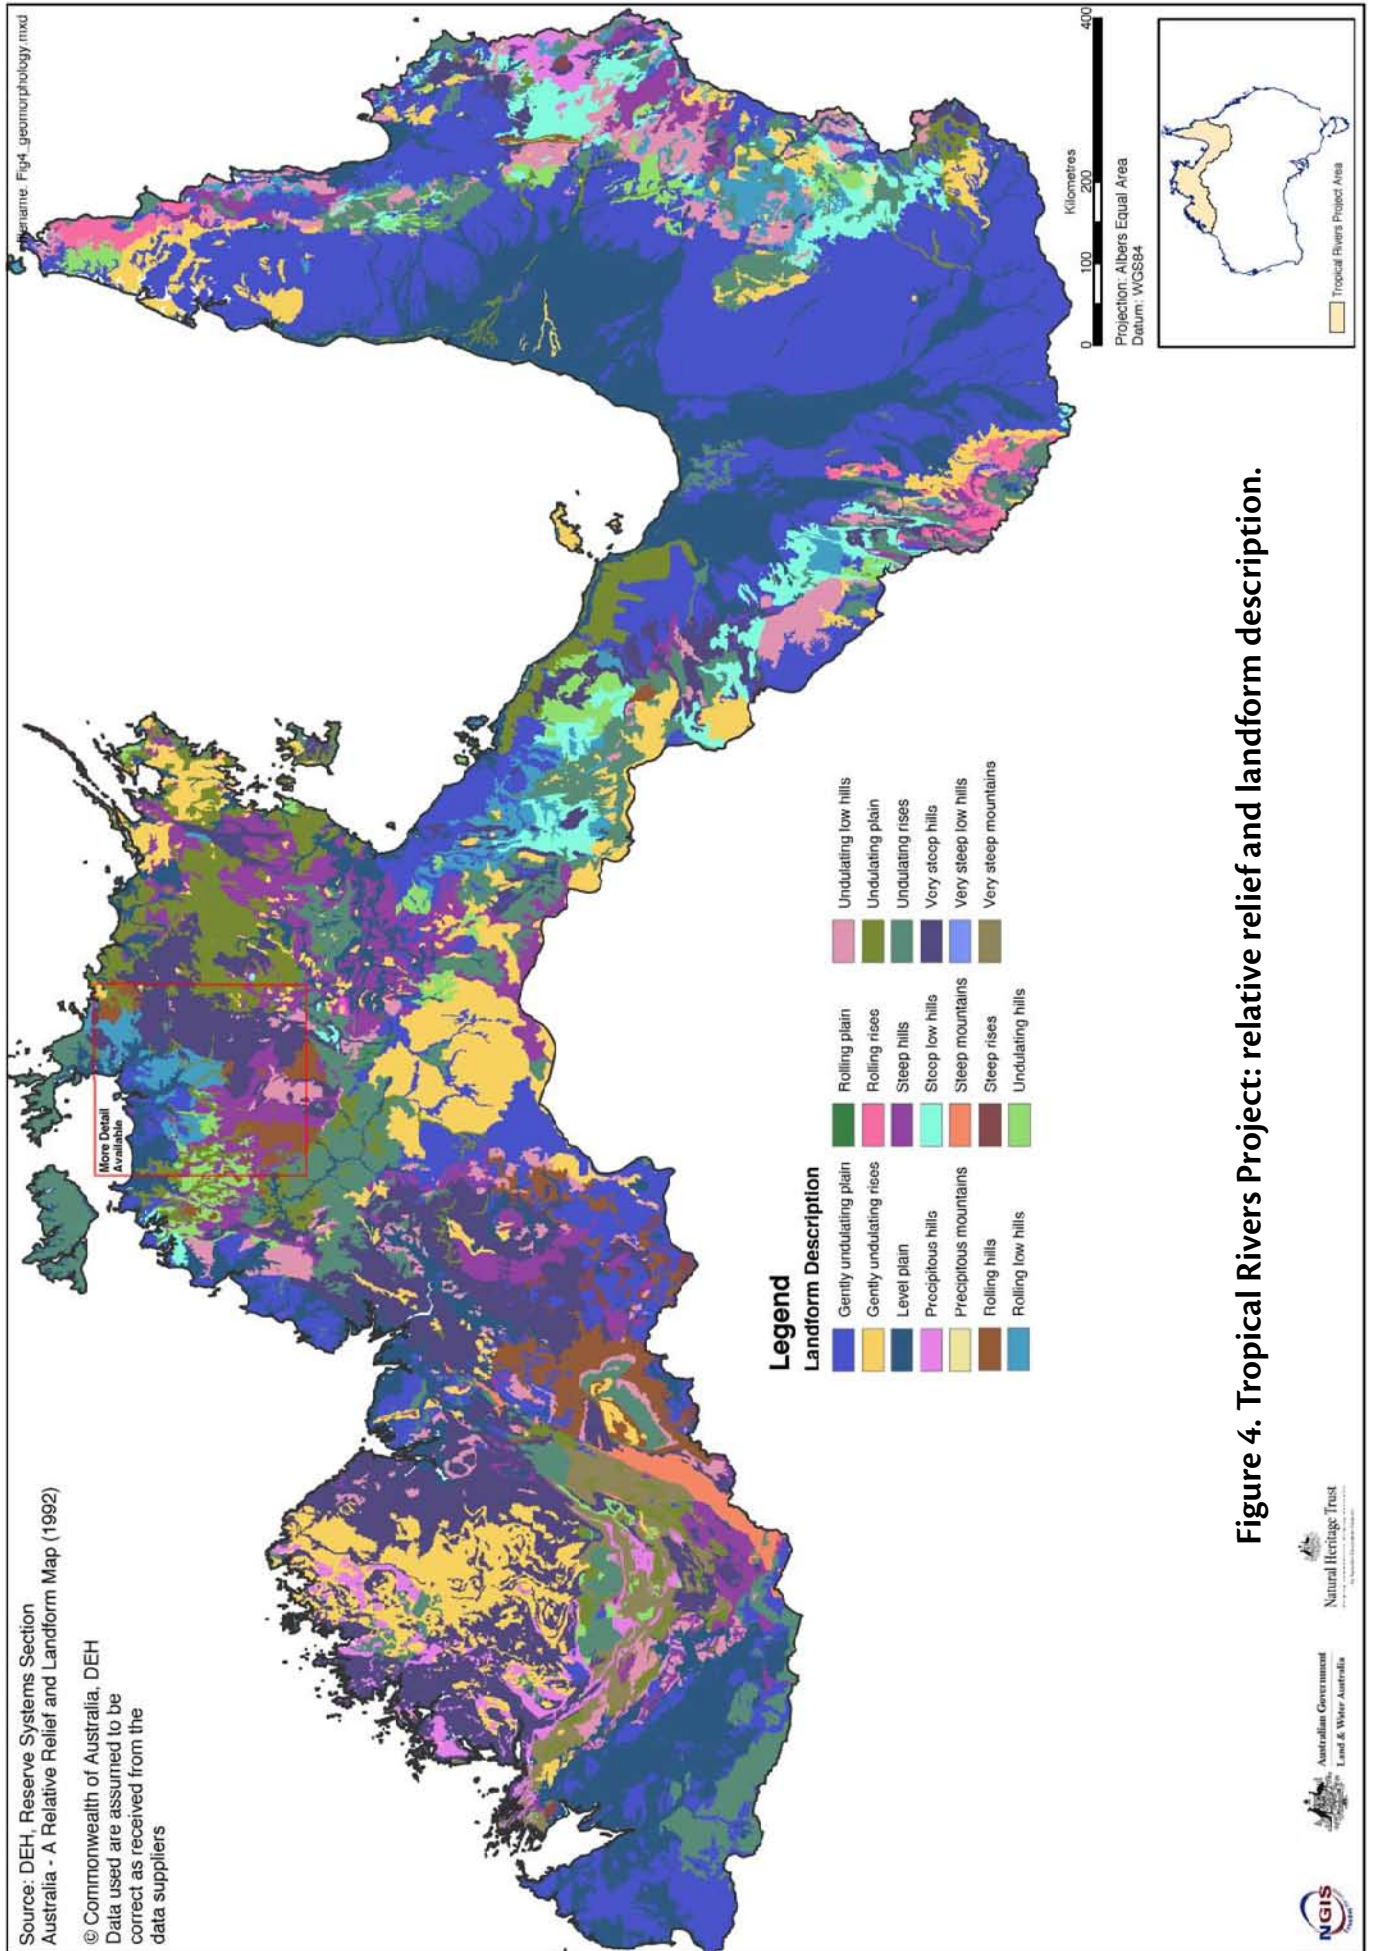 filename. Fig4_geomorphology.mxd
Source: DEH, Reserve Systems Section
Australia - A Relative Relief and Landform Map (1992)
© Commonwealth of Australia, DEH
Data used are assumed to be
correct as received from the
data suppliers
More Detail
Available
Legend
Landform Description
Gently undulating plain
Gently undulating rises
Level plain
Precipitous hills
Precipitous mountains
Rolling hills
Rolling low hills
Rolling plain
Rolling rises
Steep hills
Steep low hills
Steep mountains
Steep rises
Undulating hills
Undulating low hills
Undulating plain
Undulating rises
Very steep hills
Very steep low hills
Very steep mountains
Kilometres
0 100 200 400
Projection: Albers Equal Area
Datum: WGS84
Tropical Rivers Project Area
NGIS
Australian Government
Land & Water Australia
Natural Heritage Trust
Figure 4. Tropical Rivers Project: relative relief and landform description.